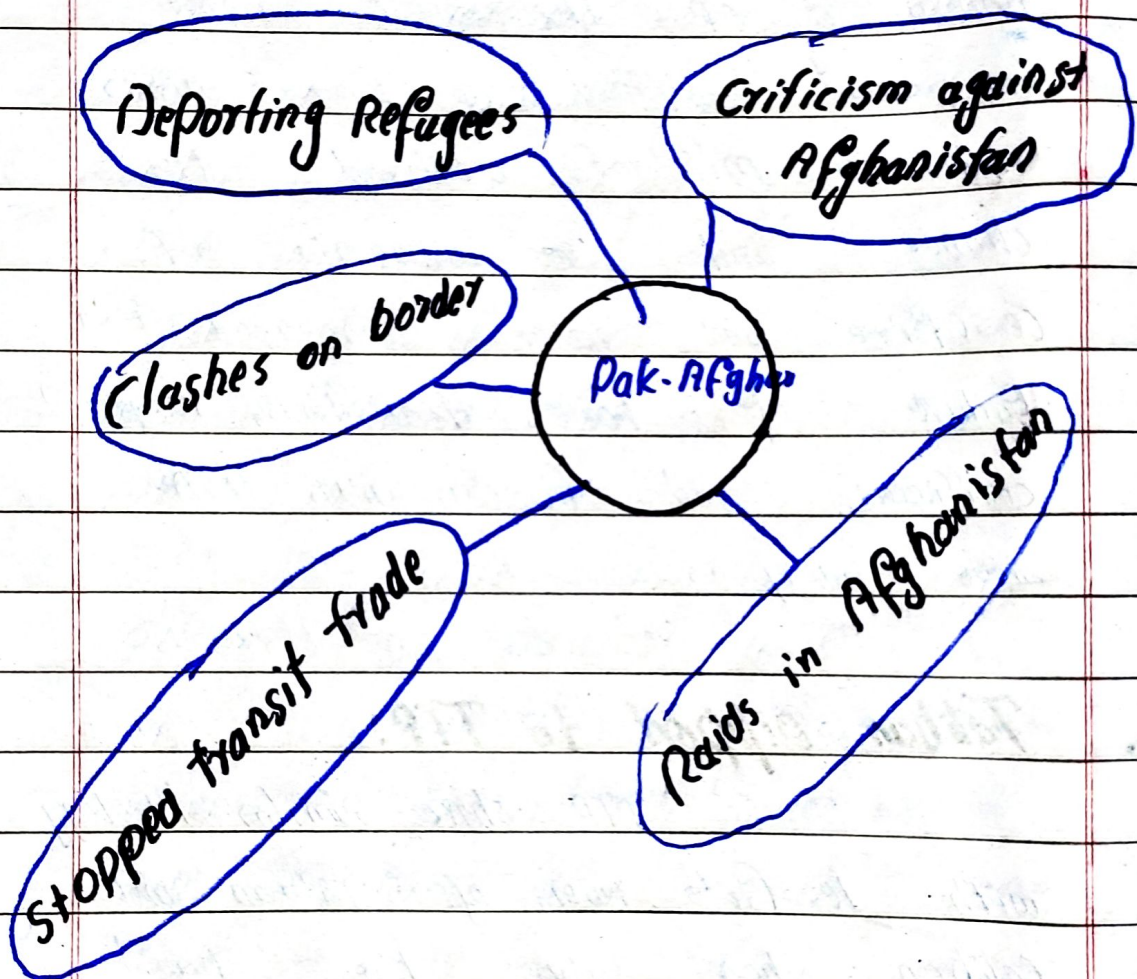 Deporting Refugees
Criticism against
Afghanistan
Clashes on border
Pak-Afghan
Stopped transit trade
Raids in Afghanistan